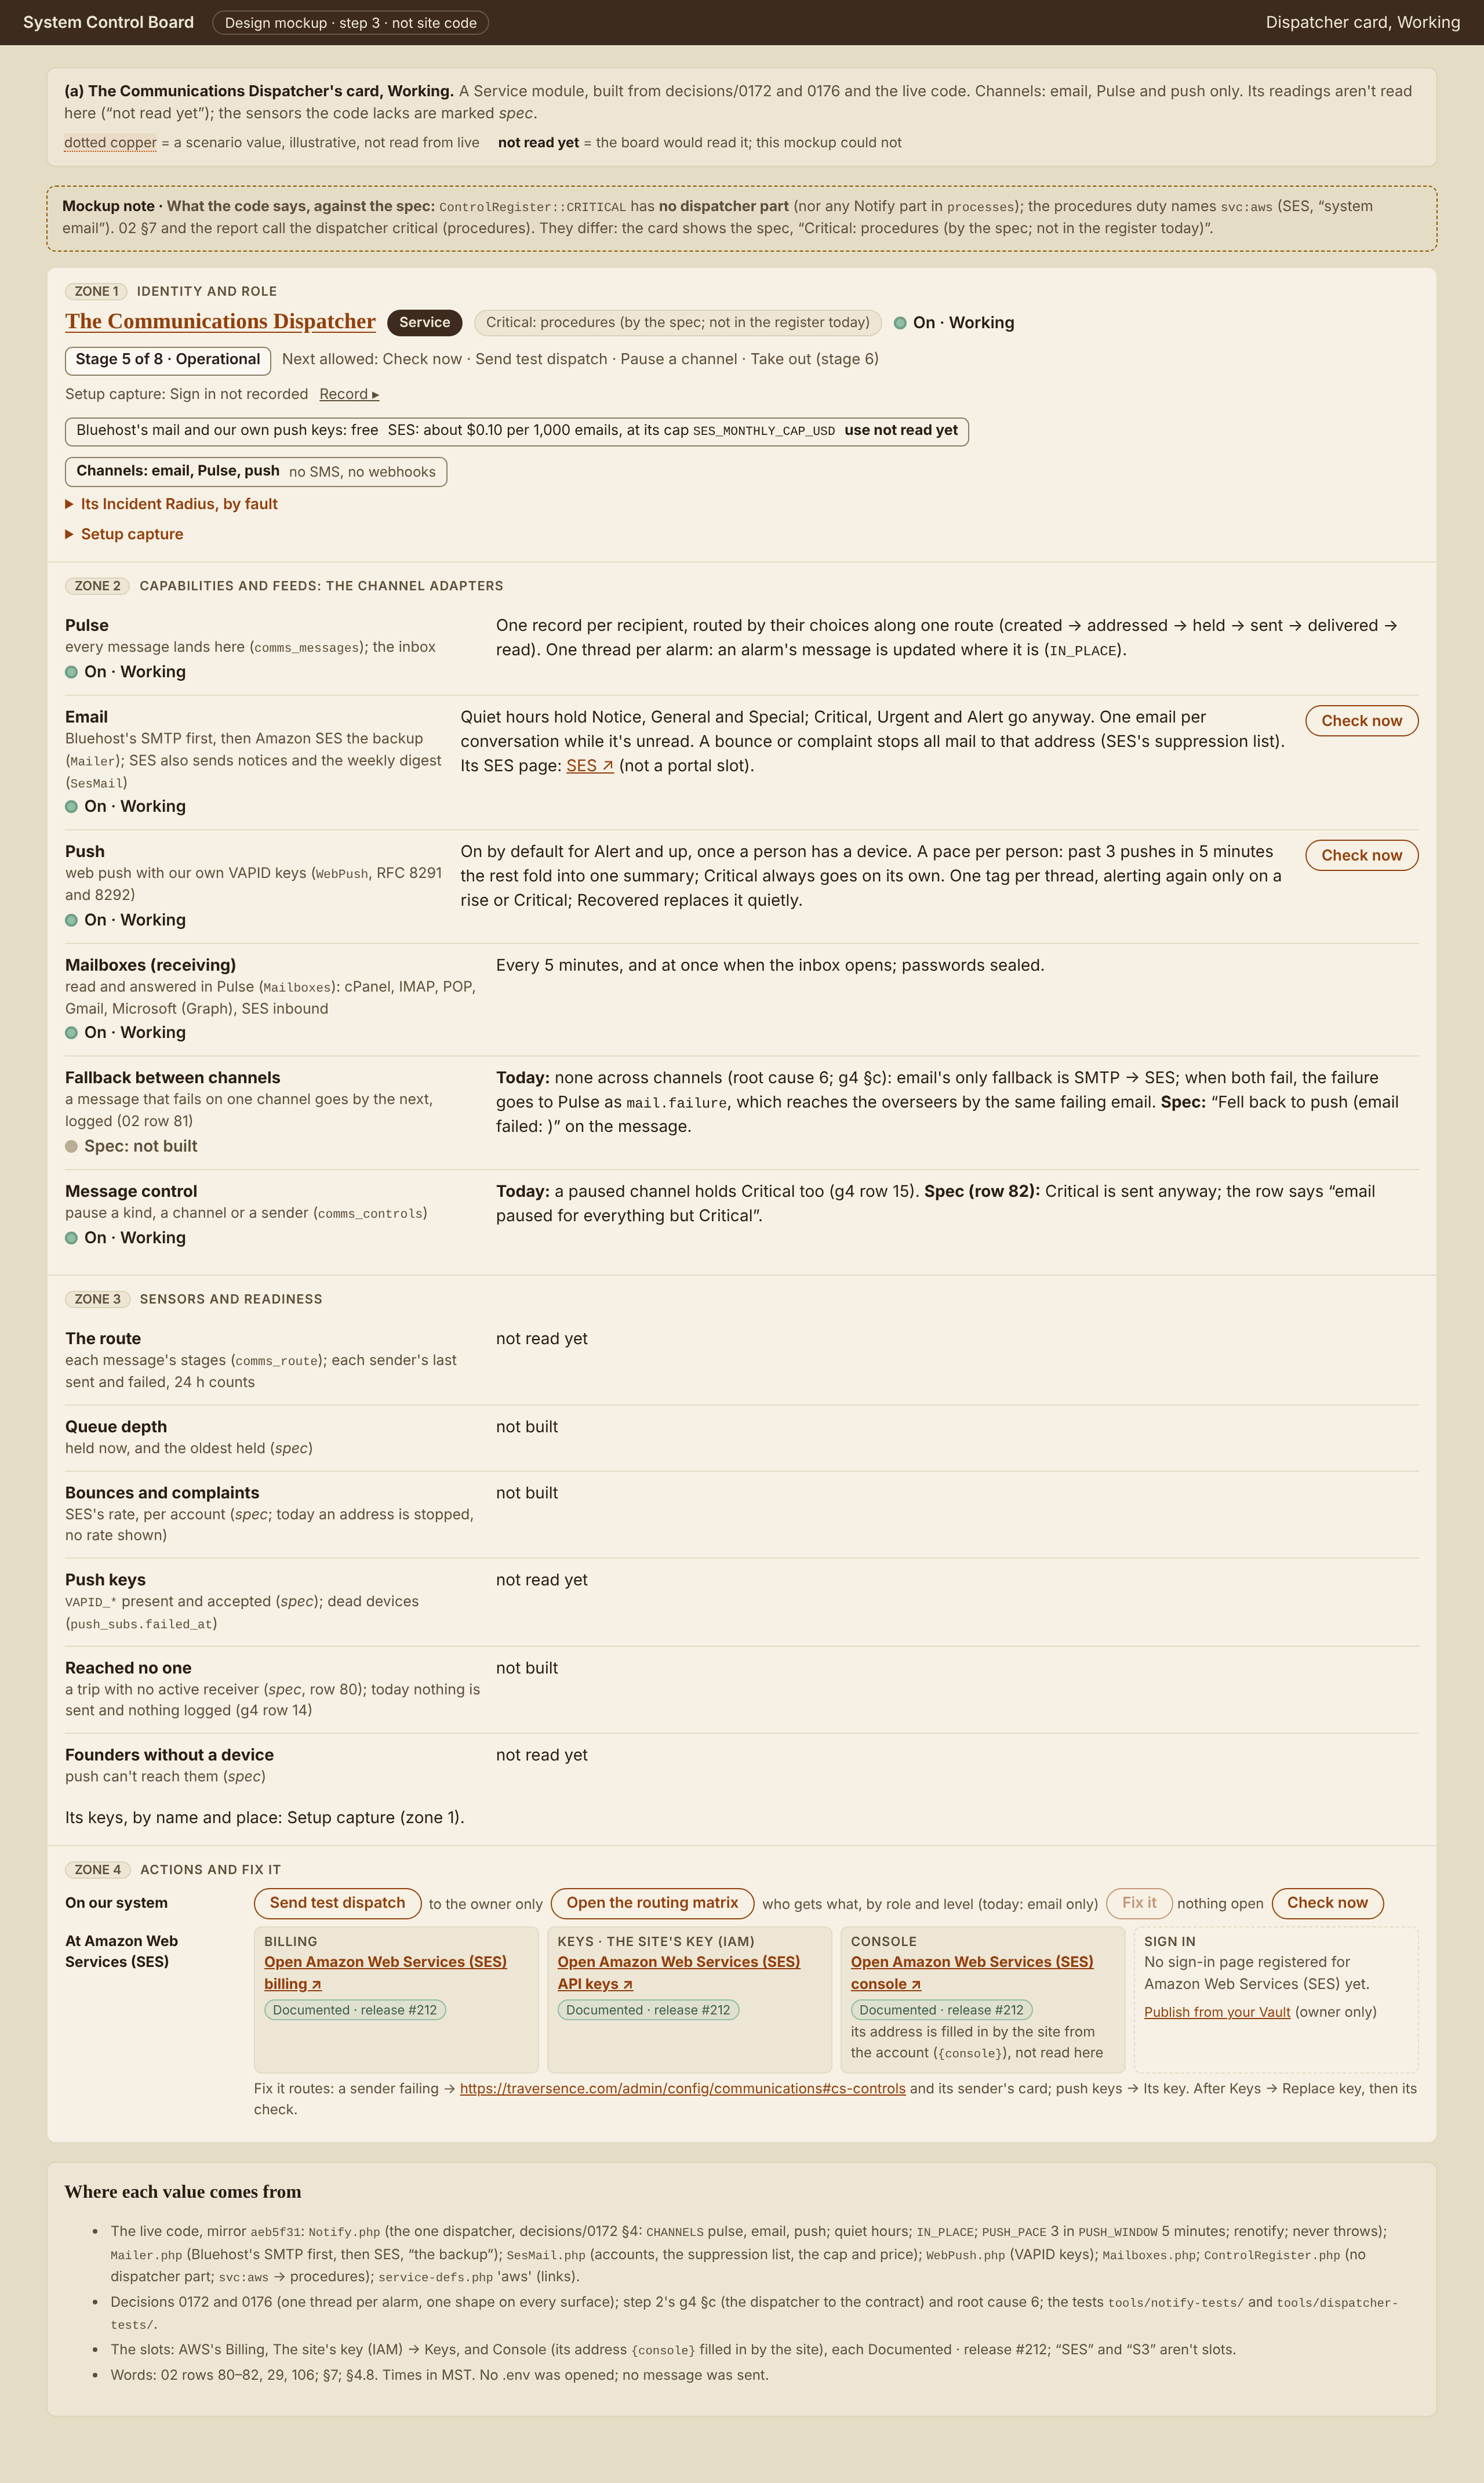 System Control Board
Design mockup · step 3 · not site code
Dispatcher card, Working
(a) The Communications Dispatcher's card, Working. A Service module, built from decisions/0172 and 0176 and the live code. Channels: email, Pulse and push only. Its readings aren't read
here (“not read yet”); the sensors the code lacks are marked spec.
dotted copper = a scenario value, illustrative, not read from live not read yet = the board would read it; this mockup could not
Mockup note · What the code says, against the spec: ControlRegister::CRITICAL has no dispatcher part (nor any Notify part in processes); the procedures duty names svc:aws (SES, “system
email”). 02 §7 and the report call the dispatcher critical (procedures). They differ: the card shows the spec, “Critical: procedures (by the spec; not in the register today)”.
ZONE 1 IDENTITY AND ROLE
The Communications Dispatcher Service Critical: procedures (by the spec; not in the register today) On · Working
Stage 5 of 8 · Operational Next allowed: Check now · Send test dispatch · Pause a channel · Take out (stage 6)
Setup capture: Sign in not recorded Record ▸
Bluehost's mail and our own push keys: free SES: about $0.10 per 1,000 emails, at its cap SES_MONTHLY_CAP_USD use not read yet
Channels: email, Pulse, push no SMS, no webhooks
▶ Its Incident Radius, by fault
▶ Setup capture
ZONE 2 CAPABILITIES AND FEEDS: THE CHANNEL ADAPTERS
Pulse
every message lands here (comms_messages); the inbox
On · Working
One record per recipient, routed by their choices along one route (created → addressed → held → sent → delivered →
read). One thread per alarm: an alarm's message is updated where it is (IN_PLACE).
Email
Bluehost's SMTP first, then Amazon SES the backup
(Mailer); SES also sends notices and the weekly digest
(SesMail)
On · Working
Quiet hours hold Notice, General and Special; Critical, Urgent and Alert go anyway. One email per
conversation while it's unread. A bounce or complaint stops all mail to that address (SES's suppression list).
Its SES page: SES ↗ (not a portal slot).
Check now
Push
web push with our own VAPID keys (WebPush, RFC 8291
and 8292)
On · Working
On by default for Alert and up, once a person has a device. A pace per person: past 3 pushes in 5 minutes
the rest fold into one summary; Critical always goes on its own. One tag per thread, alerting again only on a
rise or Critical; Recovered replaces it quietly.
Check now
Mailboxes (receiving)
read and answered in Pulse (Mailboxes): cPanel, IMAP, POP,
Gmail, Microsoft (Graph), SES inbound
On · Working
Every 5 minutes, and at once when the inbox opens; passwords sealed.
Fallback between channels
a message that fails on one channel goes by the next,
logged (02 row 81)
Spec: not built
Today: none across channels (root cause 6; g4 §c): email's only fallback is SMTP → SES; when both fail, the failure
goes to Pulse as mail.failure, which reaches the overseers by the same failing email. Spec: “Fell back to push (email
failed: )” on the message.
Message control
pause a kind, a channel or a sender (comms_controls)
On · Working
Today: a paused channel holds Critical too (g4 row 15). Spec (row 82): Critical is sent anyway; the row says “email
paused for everything but Critical”.
ZONE 3 SENSORS AND READINESS
The route
each message's stages (comms_route); each sender's last
sent and failed, 24 h counts
not read yet
Queue depth
held now, and the oldest held (spec)
not built
Bounces and complaints
SES's rate, per account (spec; today an address is stopped,
no rate shown)
not built
Push keys
VAPID_* present and accepted (spec); dead devices
(push_subs.failed_at)
not read yet
Reached no one
a trip with no active receiver (spec, row 80); today nothing is
sent and nothing logged (g4 row 14)
not built
Founders without a device
push can't reach them (spec)
not read yet
Its keys, by name and place: Setup capture (zone 1).
ZONE 4 ACTIONS AND FIX IT
On our system
Send test dispatch to the owner only Open the routing matrix who gets what, by role and level (today: email only) Fix it nothing open Check now
At Amazon Web
Services (SES)
BILLING
Open Amazon Web Services (SES)
billing ↗
Documented · release #212
KEYS · THE SITE'S KEY (IAM)
Open Amazon Web Services (SES)
API keys ↗
Documented · release #212
CONSOLE
Open Amazon Web Services (SES)
console ↗
Documented · release #212
its address is filled in by the site from
the account ({console}), not read here
SIGN IN
No sign-in page registered for
Amazon Web Services (SES) yet.
Publish from your Vault (owner only)
Fix it routes: a sender failing → https://traversence.com/admin/config/communications#cs-controls and its sender's card; push keys → Its key. After Keys → Replace key, then its
check.
Where each value comes from
• The live code, mirror aeb5f31: Notify.php (the one dispatcher, decisions/0172 §4: CHANNELS pulse, email, push; quiet hours; IN_PLACE; PUSH_PACE 3 in PUSH_WINDOW 5 minutes; renotify; never throws);
Mailer.php (Bluehost's SMTP first, then SES, “the backup”); SesMail.php (accounts, the suppression list, the cap and price); WebPush.php (VAPID keys); Mailboxes.php; ControlRegister.php (no
dispatcher part; svc:aws → procedures); service-defs.php 'aws' (links).
• Decisions 0172 and 0176 (one thread per alarm, one shape on every surface); step 2's g4 §c (the dispatcher to the contract) and root cause 6; the tests tools/notify-tests/ and tools/dispatcher-
tests/.
• The slots: AWS's Billing, The site's key (IAM) → Keys, and Console (its address {console} filled in by the site), each Documented · release #212; “SES” and “S3” aren't slots.
• Words: 02 rows 80–82, 29, 106; §7; §4.8. Times in MST. No .env was opened; no message was sent.